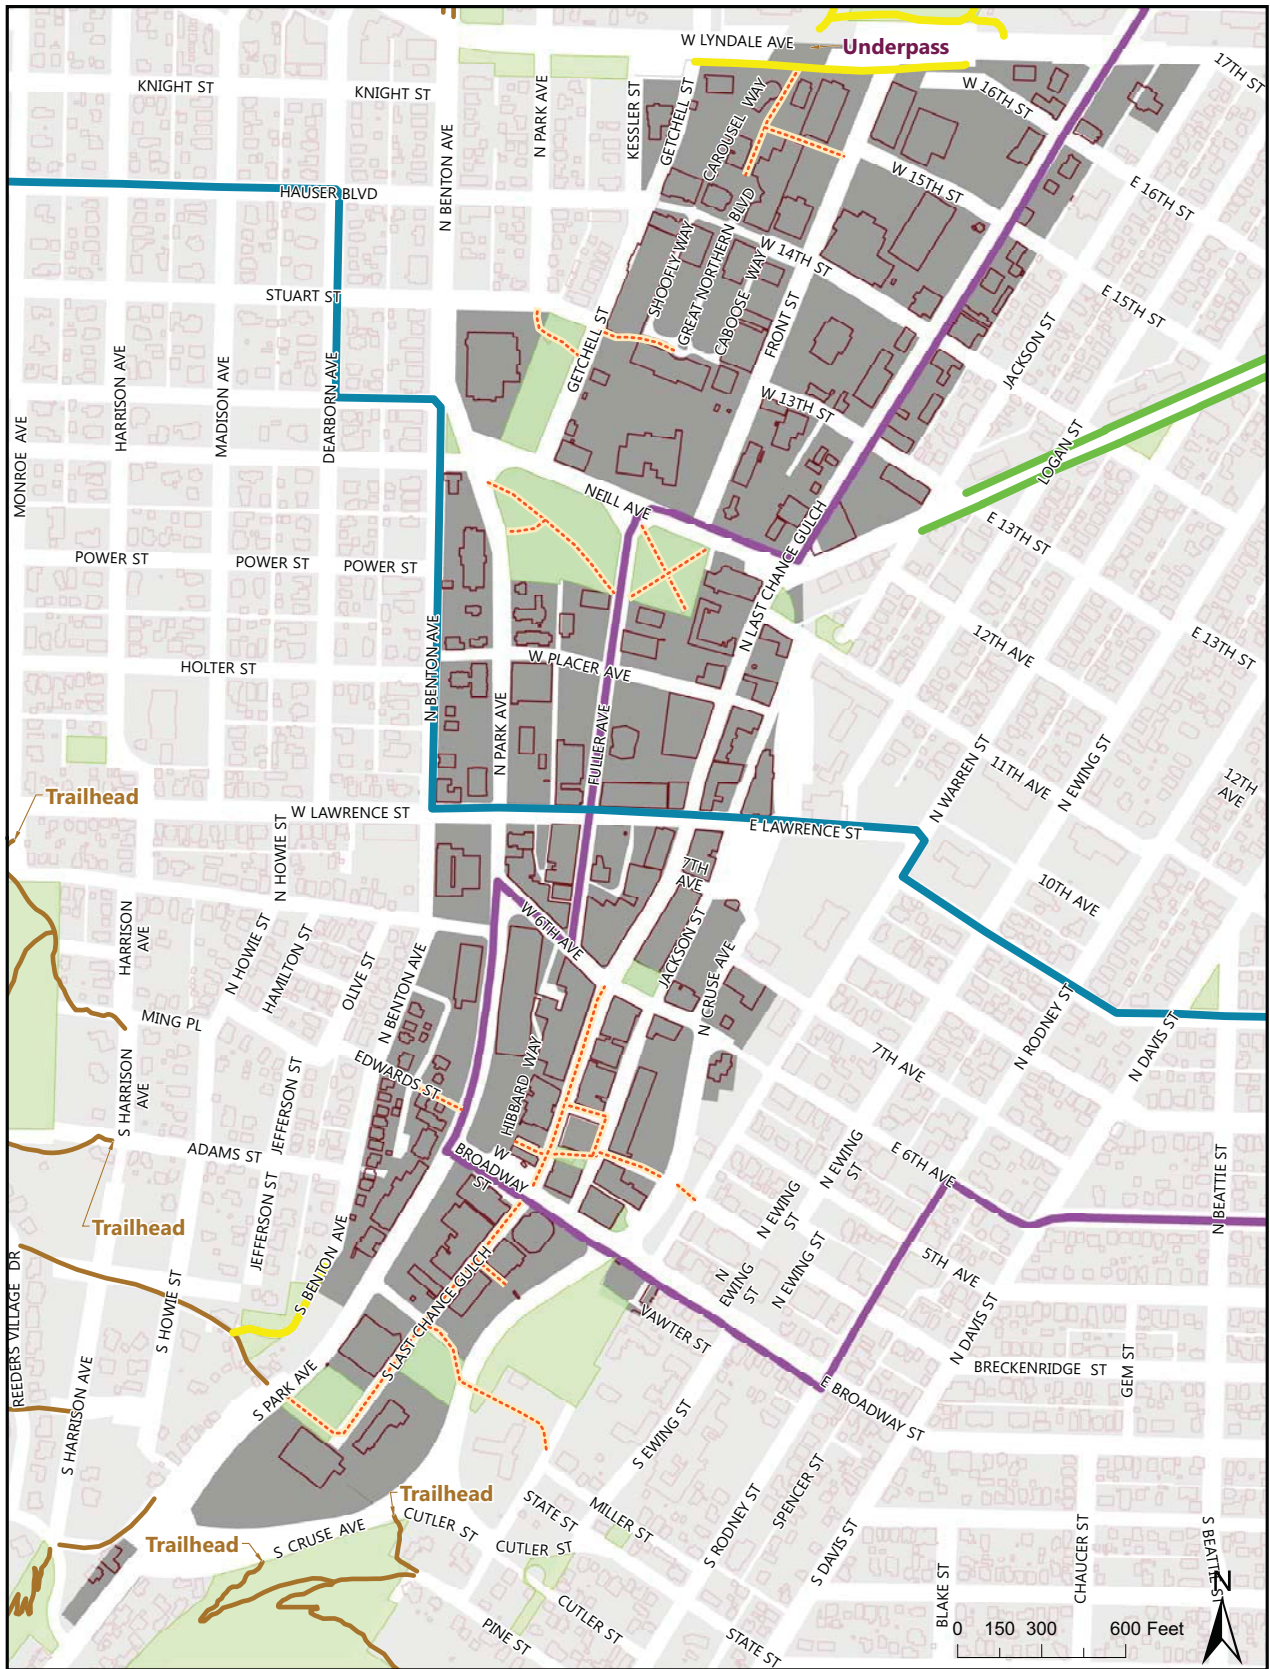 W LYNDALE AVE
Underpass
17TH ST
KNIGHT ST
KNIGHT ST
N PARK AVE
KESSLER ST
GETCHELL ST
CAROUSEL WAY
W 16TH ST
N BENTON AVE
HAUSER BLVD
W 15TH ST
E 16TH ST
SHOOFLY WAY
GREAT NORTHERN BLVD
W 14TH ST
CABOOSE WAY
STUART ST
FRONT ST
E 15TH ST
JACKSON ST
GETCHELL ST
HARRISON AVE
MADISON AVE
DEARBORN AVE
W 13TH ST
MONROE AVE
LOGAN ST
NEILL AVE
N LAST CHANCE GULCH
E 13TH ST
POWER ST
POWER ST
POWER ST
N BENTON AVE
12TH AVE
E 13TH ST
HOLTER ST
W PLACER AVE
N PARK AVE
FULLER AVE
N WARREN ST
11TH AVE
N EWING ST
12TH
AVE
Trailhead
W LAWRENCE ST
E LAWRENCE ST
N HOWIE ST
7TH
AVE
10TH AVE
HARRISON
AVE
N HOWIE ST
HAMILTON ST
OLIVE ST
N BENTON AVE
W 6TH AVE
JACKSON ST
N CRUSE AVE
MING PL
N RODNEY ST
N DAVIS ST
7TH AVE
EDWARDS ST
HIBBARD WAY
S HARRISON
AVE
JEFFERSON ST
ADAMS ST
W
BROADWAY
ST
N EWING
ST
E 6TH AVE
N BEATTIE ST
Trailhead
JEFFERSON ST
S BENTON AVE
N EWING
ST
N EWING ST
N
EWING
ST
5TH AVE
REEDERS VILLAGE DR
S HOWIE ST
S LAST CHANCE GULCH
VAWTER ST
N DAVIS ST
BRECKENRIDGE ST
GEM ST
S PARK AVE
E BROADWAY ST
S HARRISON AVE
S EWING ST
SPENCER ST
Trailhead
CUTLER ST
STATE ST
MILLER ST
S RODNEY ST
S DAVIS ST
Trailhead
S CRUSE AVE
CUTLER ST
CHAUCER ST
S BEATTIE ST
BLAKE ST
CUTLER ST
PINE ST
STATE ST
N
0 150 300 600 Feet